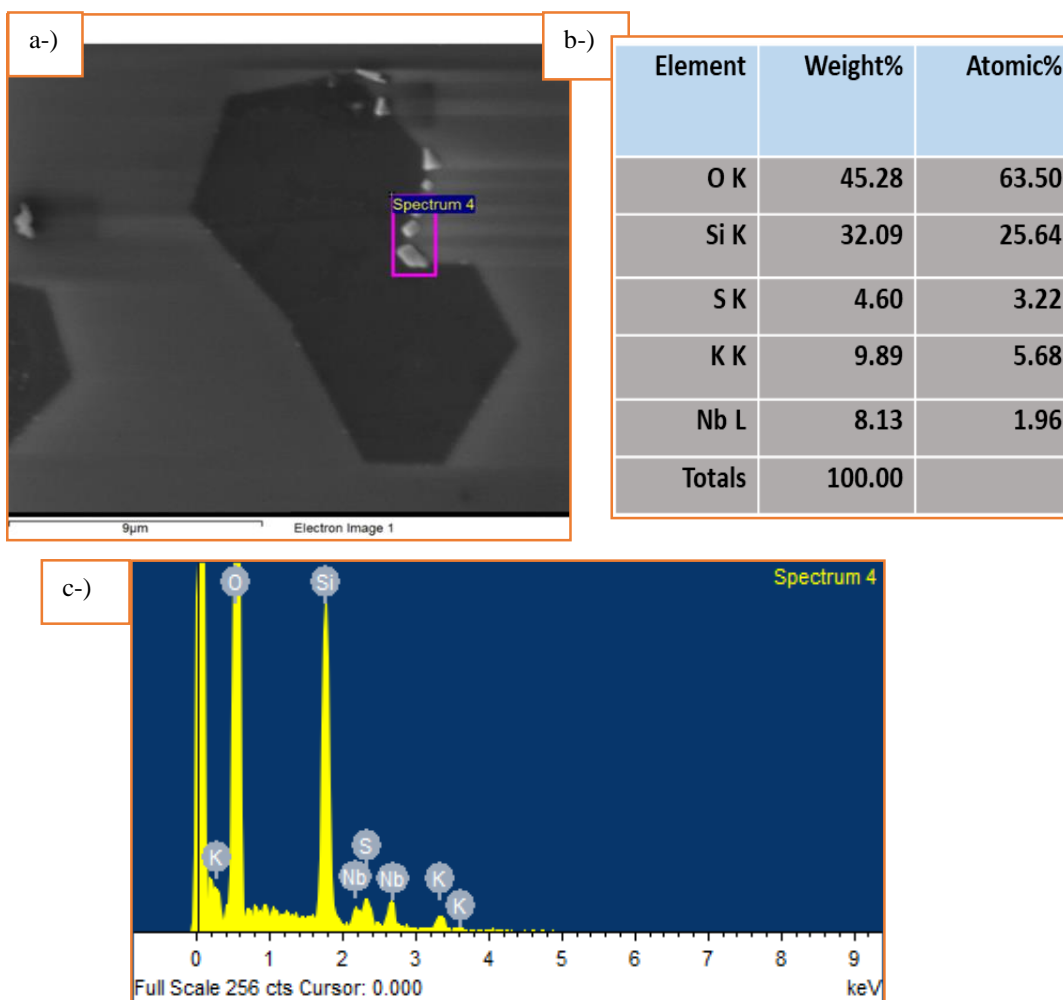 a-)
Spectrum 4
9µm Electron Image 1
b-)
Element Weight% Atomic%
O K 45.28 63.50
Si K 32.09 25.64
S K 4.60 3.22
K K 9.89 5.68
Nb L 8.13 1.96
Totals 100.00
c-)
Spectrum 4
O Si
K Nb S Nb K K
0 1 2 3 4 5 6 7 8 9
Full Scale 256 cts Cursor: 0.000 keV